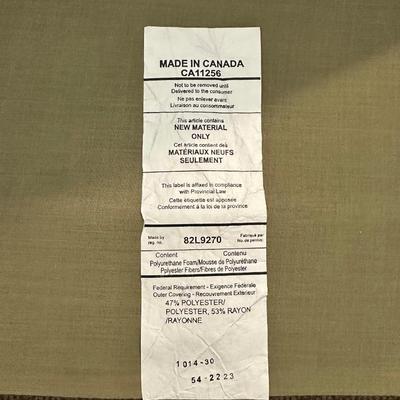 MADE IN CANADA
CA11256
Not to be removed until
Delivered to the consumer
Ne pas enlever avant
Livraison au consommateur
This article contains
NEW MATERIAL
ONLY
Cet article contient des
MATÉRIAUX NEUFS
SEULEMENT
This label is affixed in compliance
with Provincial Law
Cette étiquette est apposée
Conformément à la loi de la province
Made by
reg. no.
82L9270
Fabriqué par
No. de permis
Content
Contenu
Polyurethane Foam/Mousse de Polyuréthane
Polyester Fibers/Fibres de Polyester
Federal Requirement - Exigence Fédérale
Outer Covering - Recouvrement Extérieur
47% POLYESTER/
POLYESTER, 53% RAYON
/RAYONNE
1014-30
54-2223